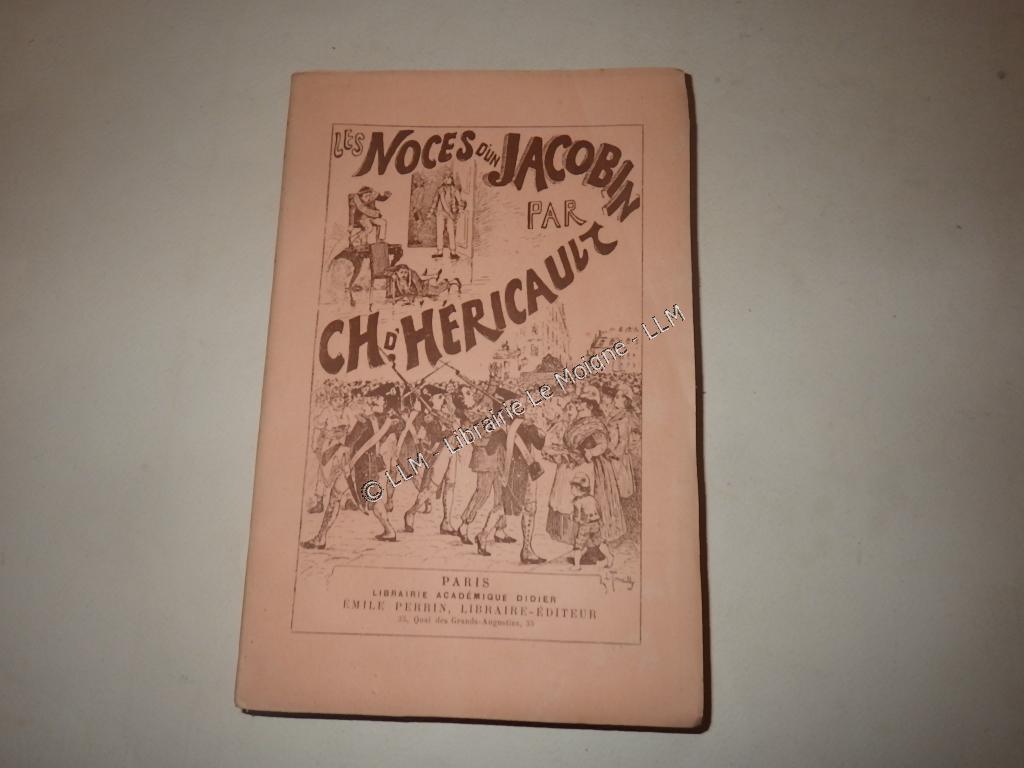 LES NOCES D'UN JACOBIN
PAR
CH. D'HÉRICAULT
© LLM - Librairie Le Moigne - LLM
PARIS
LIBRAIRIE ACADÉMIQUE DIDIER
ÉMILE PERRIN, LIBRAIRE-ÉDITEUR
35, Quai des Grands-Augustins, 35